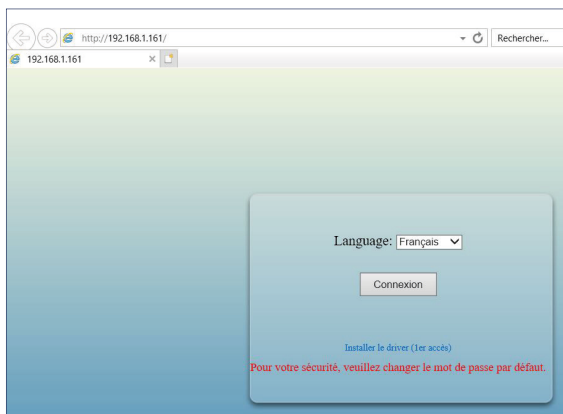 http://192.168.1.161/
Rechercher...
192.168.1.161
Language: Français
Connexion
Installer le driver (1er accès)
Pour votre sécurité, veuillez changer le mot de passe par défaut.